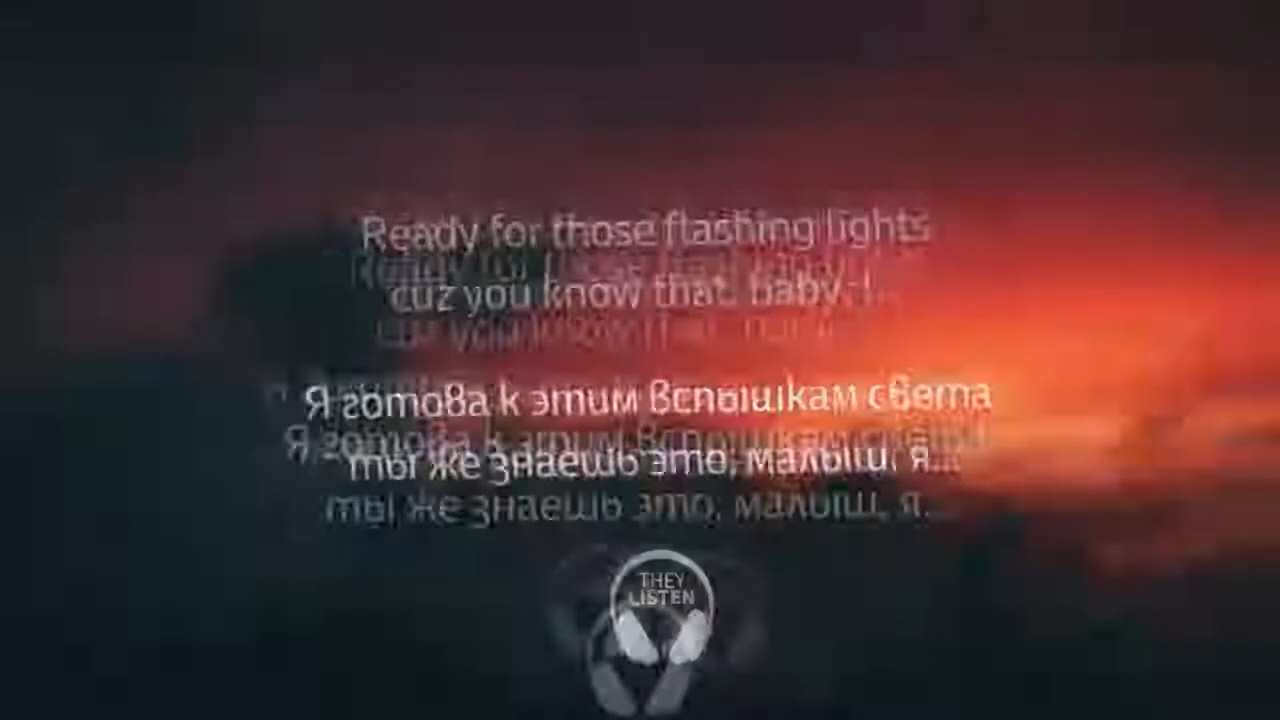 Ready for those flashing lights
cuz you know that, baby, I...
Я готова к этим вспышкам света
ты же знаешь это, малыш, я...
THEY
LISTEN